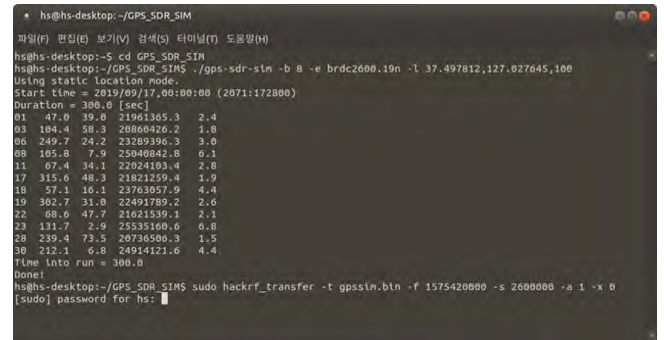 hs@hs-desktop: ~/GPS_SDR_SIM
파일(F) 편집(E) 보기(V) 검색(S) 터미널(T) 도움말(H)
hs@hs-desktop:~$ cd GPS_SDR_SIM
hs@hs-desktop:~/GPS_SDR_SIM$ ./gps-sdr-sim -b 8 -e brdc2600.19n -l 37.497812,127.027645,100
Using static location mode.
Start time = 2019/09/17,00:00:00 (2071:172800)
Duration = 300.0 [sec]
01 47.0 39.0 21961365.3 2.4
03 104.4 58.3 20860426.2 1.8
06 249.7 24.2 23289396.3 3.0
08 105.8 7.9 25040842.8 6.1
11 67.4 34.1 22024103.4 2.8
17 315.6 48.3 21821259.4 1.9
18 57.1 16.1 23763057.9 4.4
19 302.7 31.0 22491789.2 2.6
22 68.6 47.7 21621539.1 2.1
23 131.7 2.9 25535160.6 6.8
28 239.4 73.5 20736506.3 1.5
30 212.1 6.8 24914121.6 4.4
Time into run = 300.0
Done!
hs@hs-desktop:~/GPS_SDR_SIM$ sudo hackrf_transfer -t gpssim.bin -f 1575420000 -s 2600000 -a 1 -x 0
[sudo] password for hs: